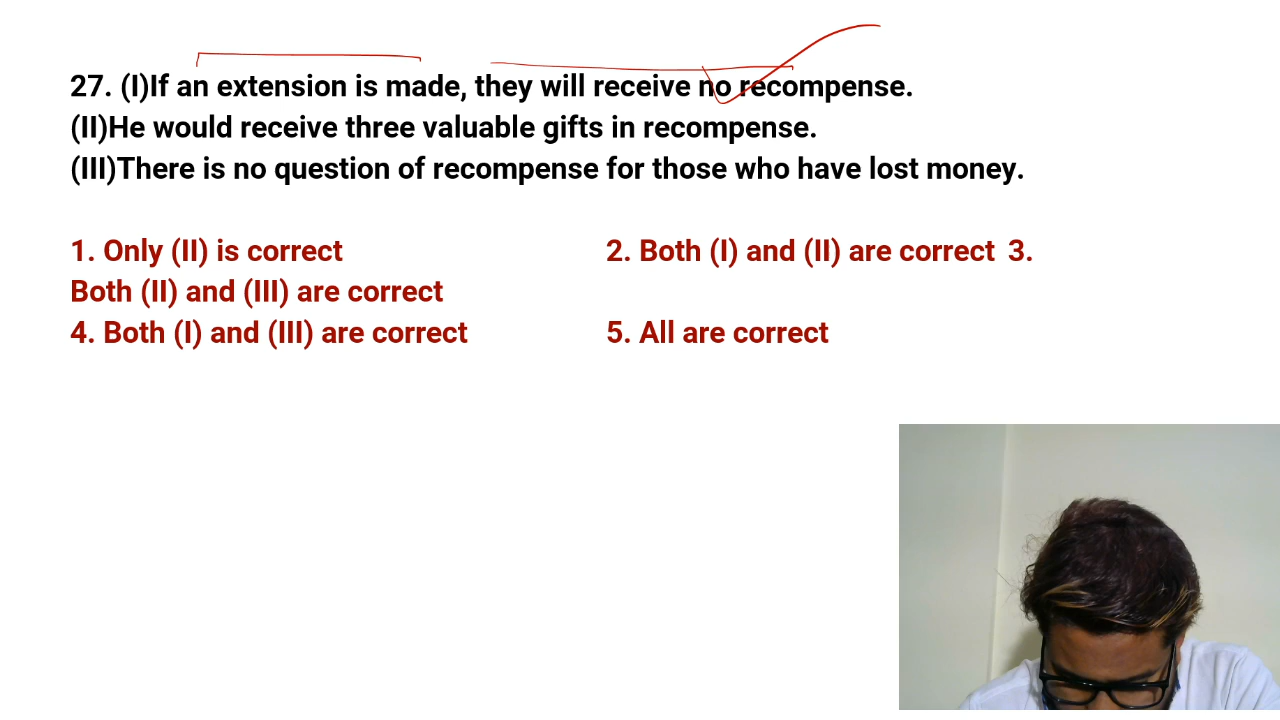 27. (I)If an extension is made, they will receive no recompense.
(II)He would receive three valuable gifts in recompense.
(III)There is no question of recompense for those who have lost money.
1. Only (II) is correct 2. Both (I) and (II) are correct 3.
Both (II) and (III) are correct
4. Both (I) and (III) are correct 5. All are correct